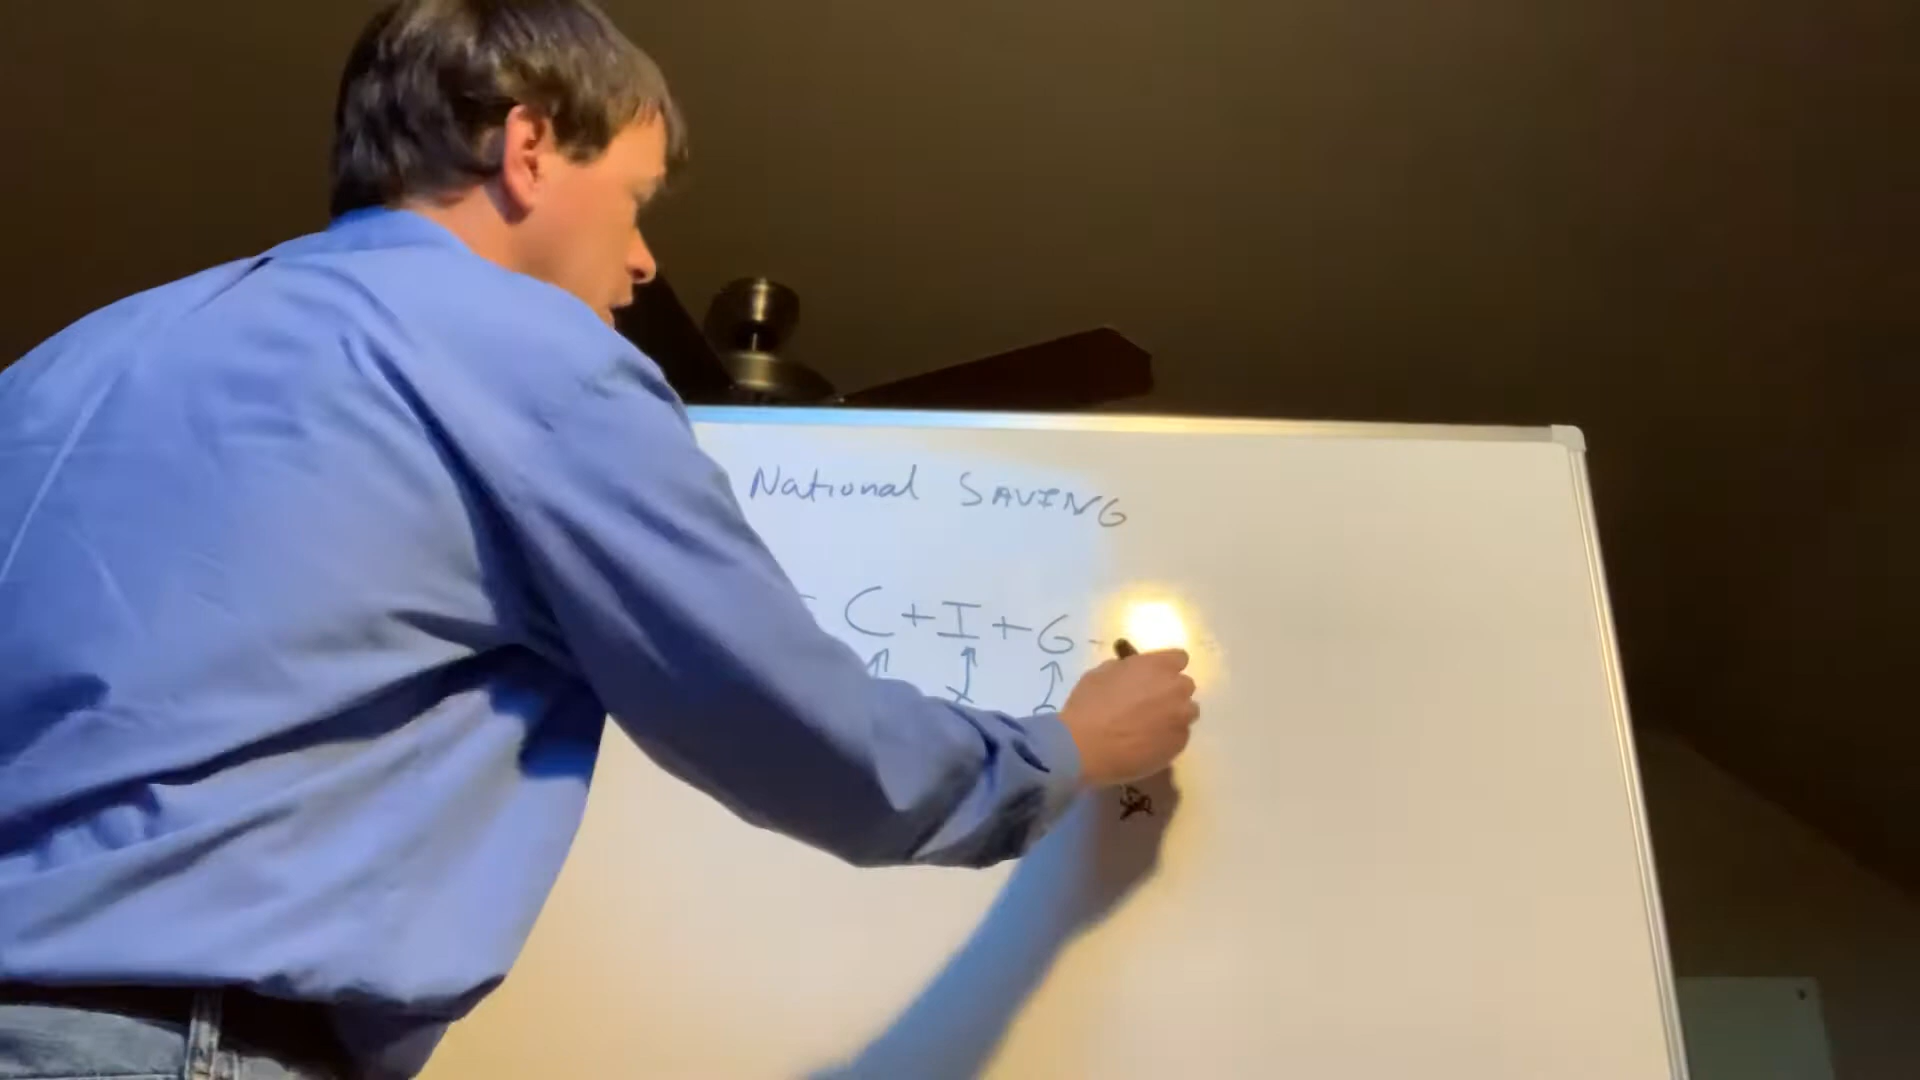 National SAVING
= C + I + G +